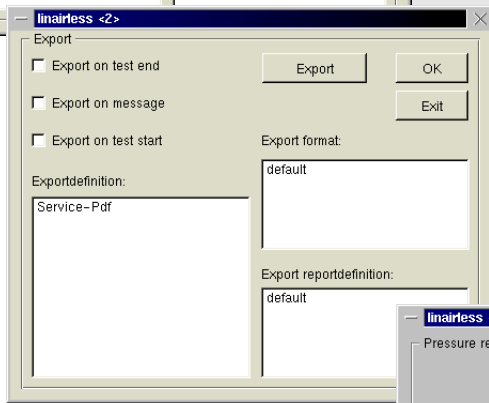 linairless <2>
Export
Export on test end
Export
OK
Export on message
Exit
Export on test start
Export format:
default
Exportdefinition:
Service-Pdf
Export reportdefinition:
default
linairless
Pressure re